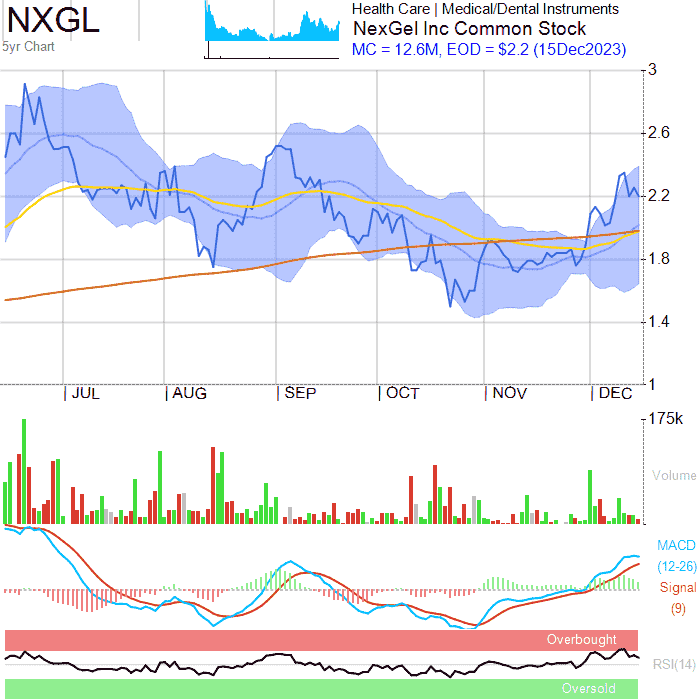 NXGL
5yr Chart
Health Care | Medical/Dental Instruments
NexGel Inc Common Stock
MC = 12.6M, EOD = $2.2 (15Dec2023)
3
2.6
2.2
1.8
1.4
1
JUL AUG SEP OCT NOV DEC
175k
Volume
MACD
(12-26)
Signal
(9)
Overbought
RSI(14)
Oversold